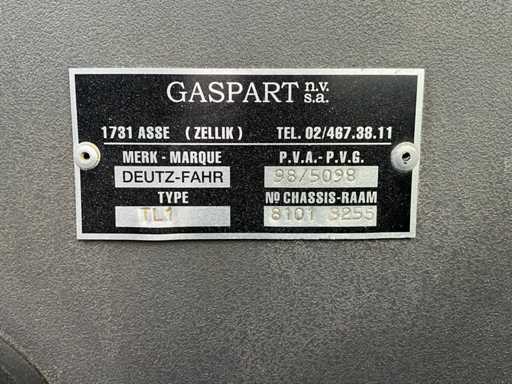 GASPART n.v. s.a.
1731 ASSE (ZELLIK) TEL. 02/467.38.11
MERK - MARQUE P.V.A.- P.V.G.
DEUTZ-FAHR 98/5098
TYPE Nº CHASSIS-RAAM
TL1 8101 3255